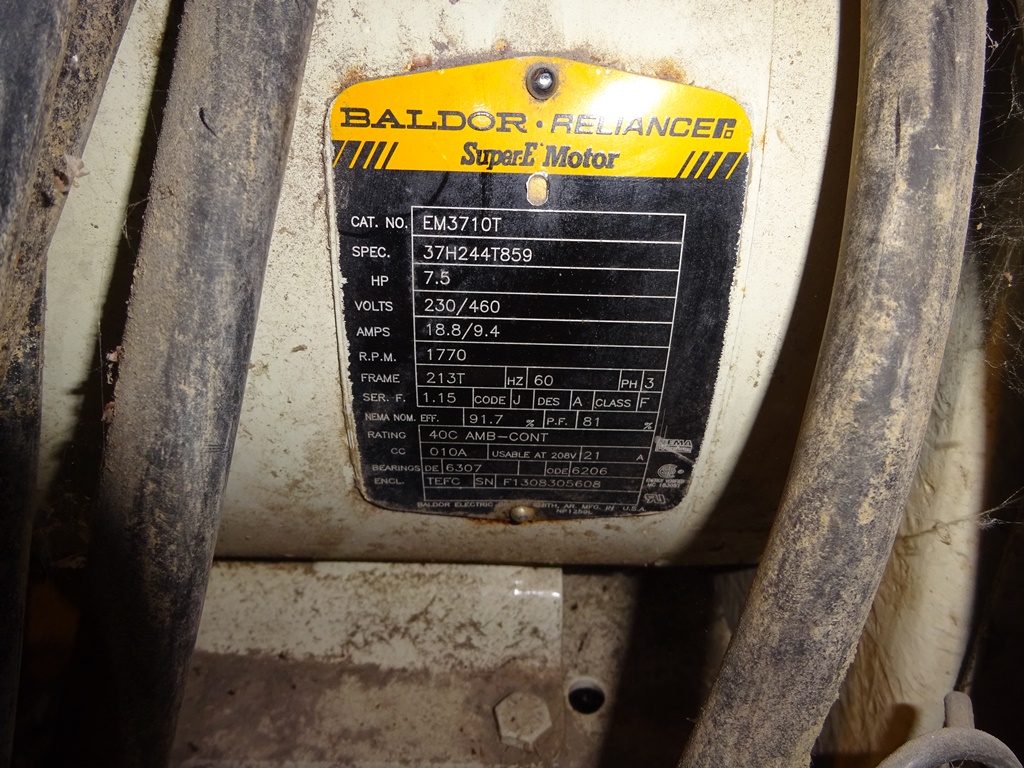 BALDOR • RELIANCE
Super-E Motor
CAT. NO. EM3710T
SPEC. 37H244T859
HP 7.5
VOLTS 230/460
AMPS 18.8/9.4
R.P.M. 1770
FRAME 213T HZ 60 PH 3
SER. F. 1.15 CODE J DES A CLASS F
NEMA NOM. EFF. 91.7 % P.F. 81 %
RATING 40C AMB-CONT
CC 010A USABLE AT 208V 21 A
BEARINGS DE 6307 ODE 6206
ENCL. TEFC SN F1308305608
BALDOR ELECTRIC AR. MFG. IN U.S.A.